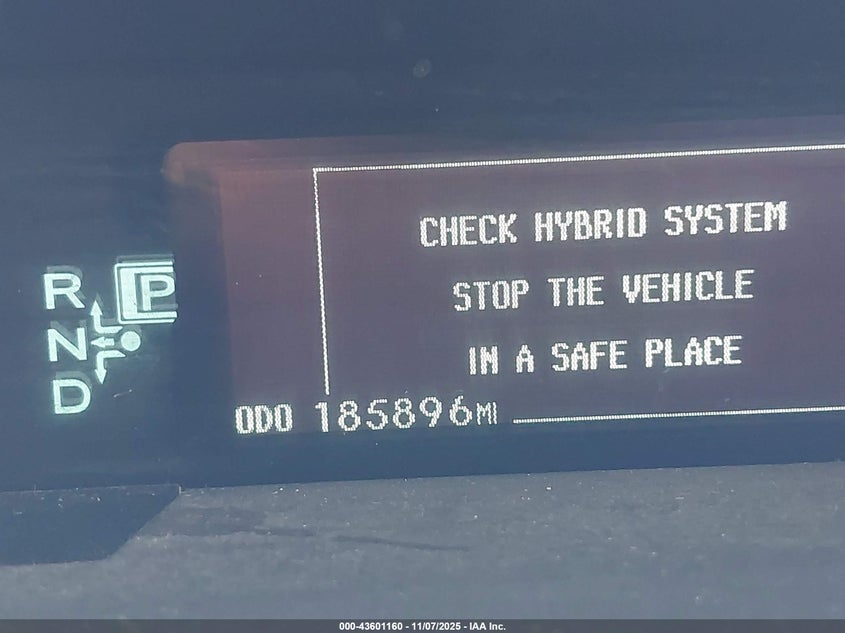 CHECK HYBRID SYSTEM
STOP THE VEHICLE
IN A SAFE PLACE
R P
N
D
ODO 185896MI
000-43601160 - 11/07/2025 - IAA Inc.